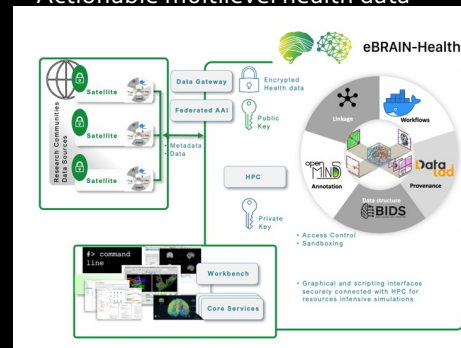 Actionable multilevel health data
eBRAIN-Health
Research Communities
Data Sources
Satellite
Satellite
Satellite
Data Gateway
Federated AAI
• Metadata
• Data
Encrypted
Health data
Public
Key
HPC
Private
Key
Linkage
Workflows
openMINDS
Annotation
DataLad
Provenance
Data structure
BIDS
• Access Control
• Sandboxing
• Graphical and scripting interfaces
securely connected with HPC for
resources intensive simulations
#> command
line
Workbench
Core Services